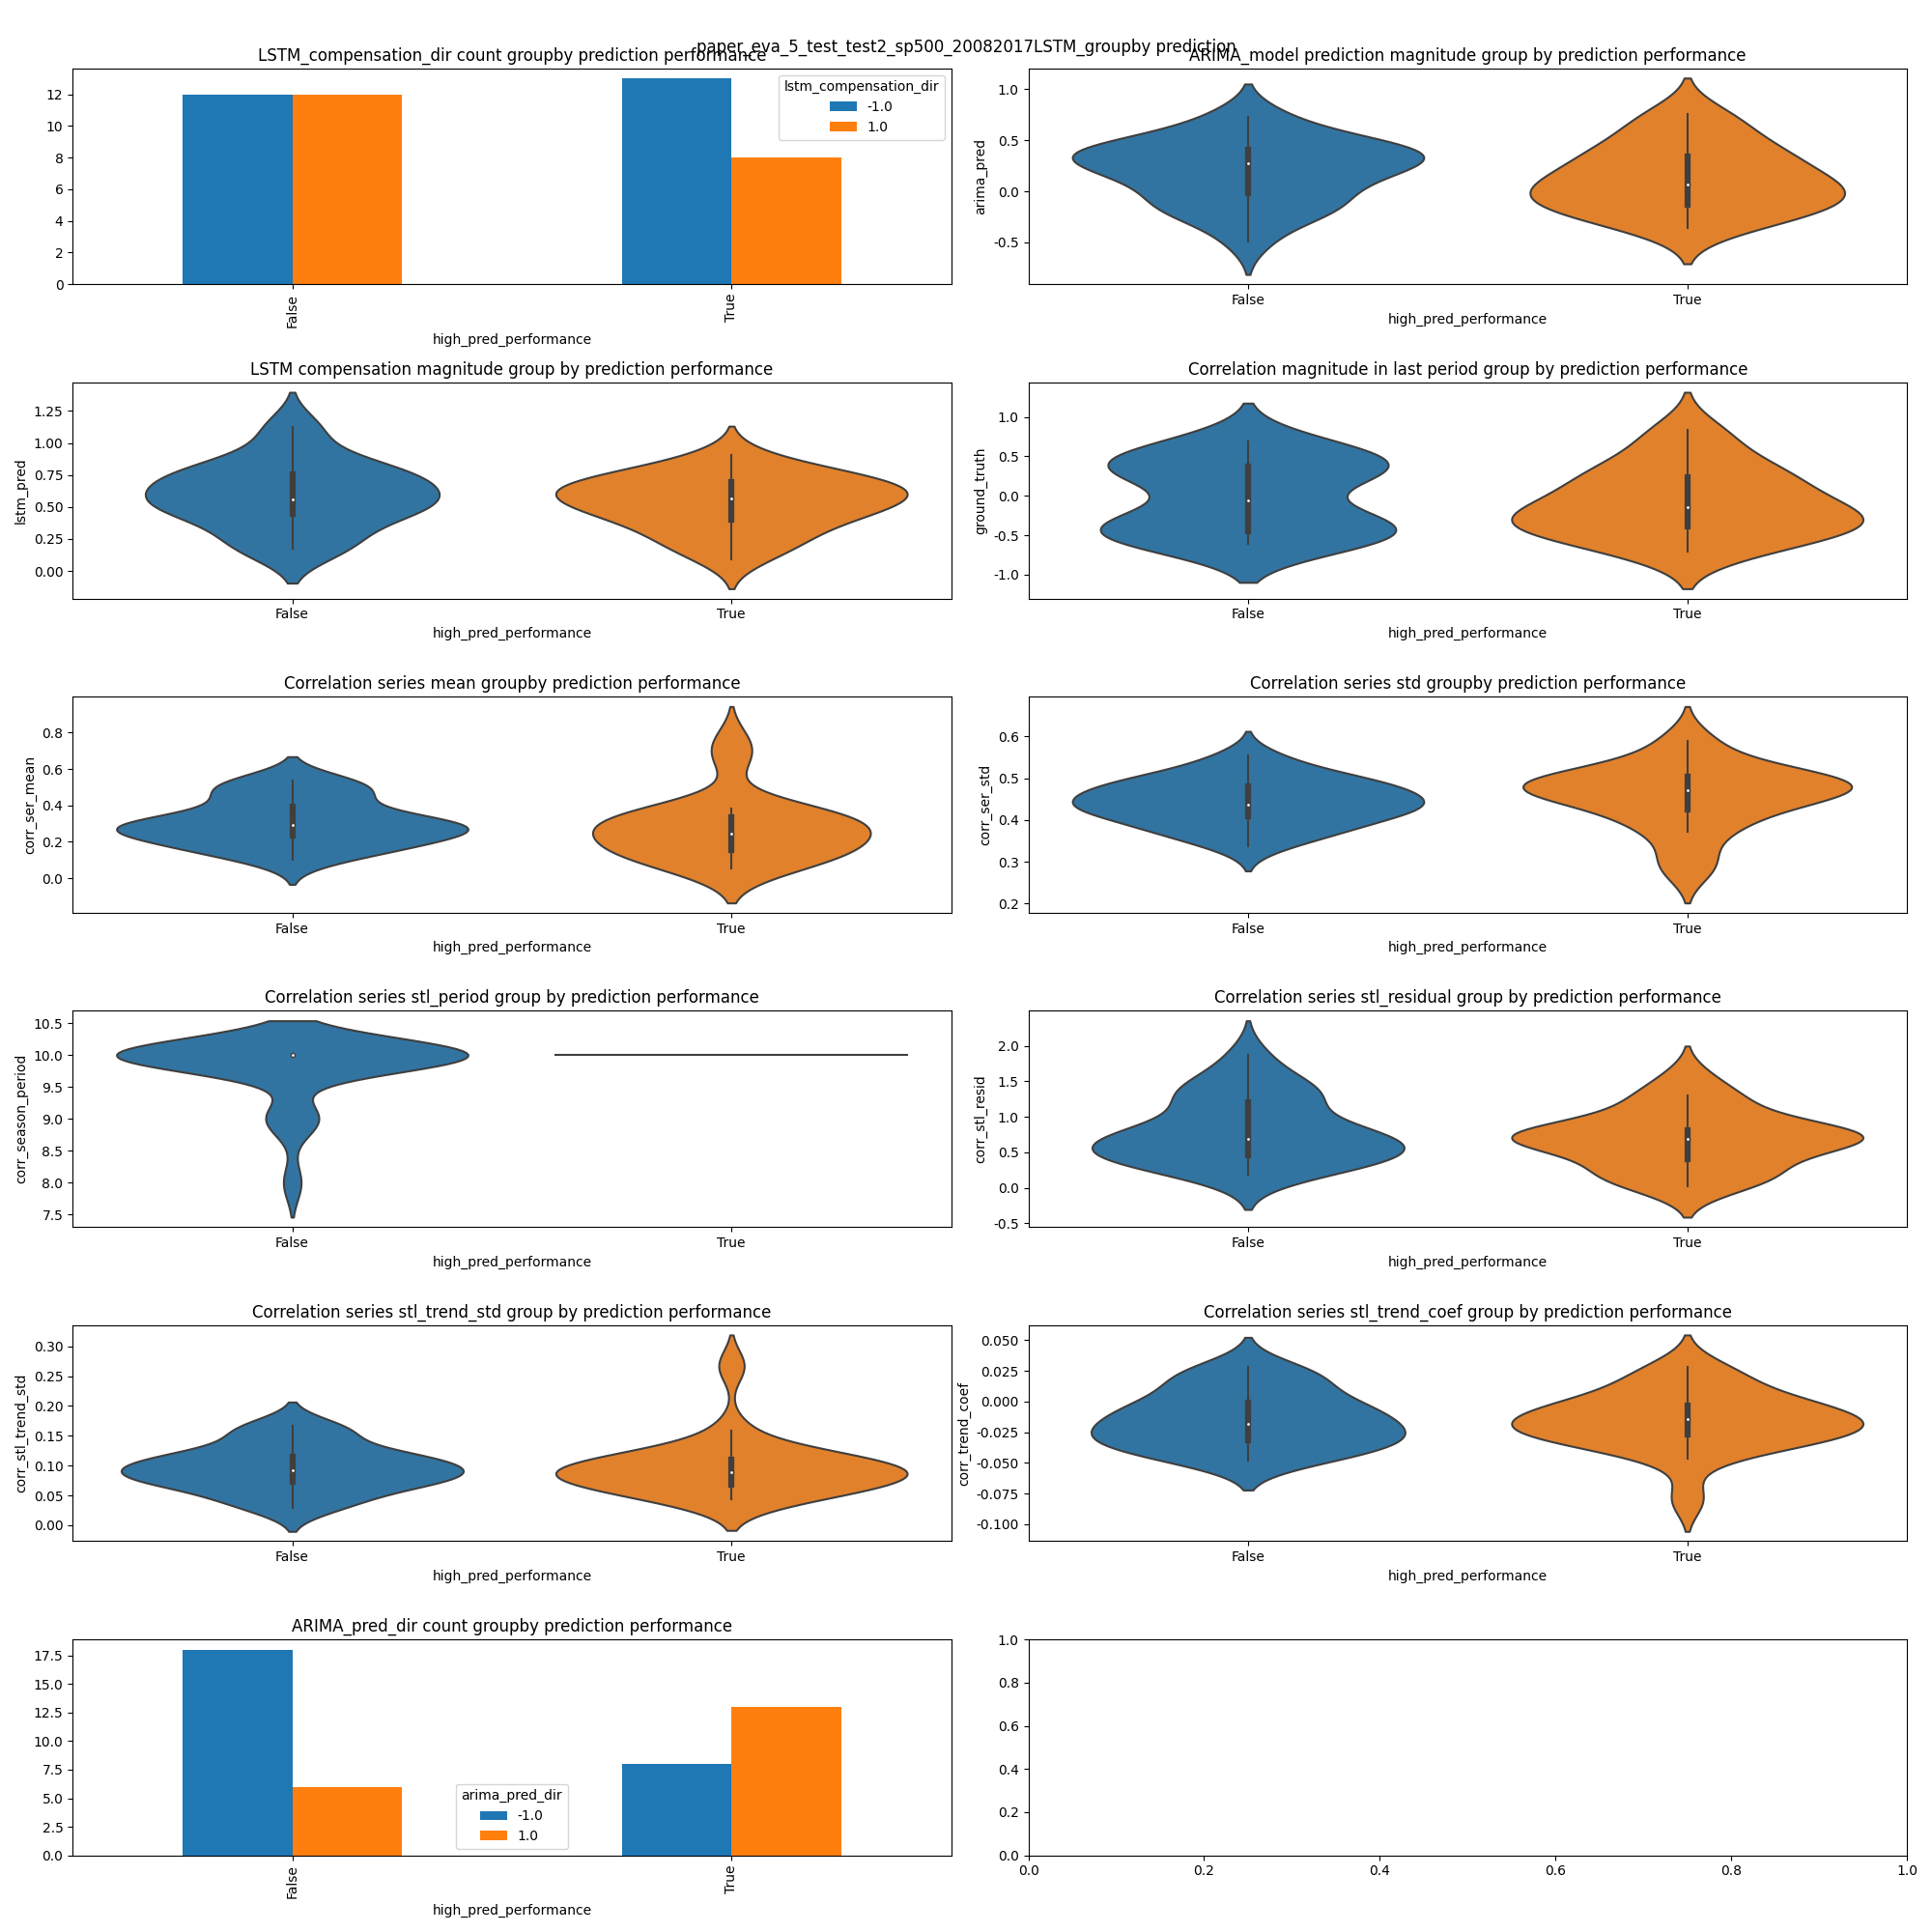 paper_eva_5_test_test2_sp500_20082017LSTM_groupby prediction
LSTM_compensation_dir count groupby prediction performance
12
10
8
6
4
2
0
lstm_compensation_dir
-1.0
1.0
False
True
high_pred_performance
ARIMA_model prediction magnitude group by prediction performance
arima_pred
1.0
0.5
0.0
-0.5
False
True
high_pred_performance
LSTM compensation magnitude group by prediction performance
lstm_pred
1.25
1.00
0.75
0.50
0.25
0.00
False
True
high_pred_performance
Correlation magnitude in last period group by prediction performance
ground_truth
1.0
0.5
0.0
-0.5
-1.0
False
True
high_pred_performance
Correlation series mean groupby prediction performance
corr_ser_mean
0.8
0.6
0.4
0.2
0.0
False
True
high_pred_performance
Correlation series std groupby prediction performance
corr_ser_std
0.6
0.5
0.4
0.3
0.2
False
True
high_pred_performance
Correlation series stl_period group by prediction performance
corr_season_period
10.5
10.0
9.5
9.0
8.5
8.0
7.5
False
True
high_pred_performance
Correlation series stl_residual group by prediction performance
corr_stl_resid
2.0
1.5
1.0
0.5
0.0
-0.5
False
True
high_pred_performance
Correlation series stl_trend_std group by prediction performance
corr_stl_trend_std
0.30
0.25
0.20
0.15
0.10
0.05
0.00
False
True
high_pred_performance
Correlation series stl_trend_coef group by prediction performance
corr_trend_coef
0.050
0.025
0.000
-0.025
-0.050
-0.075
-0.100
False
True
high_pred_performance
ARIMA_pred_dir count groupby prediction performance
17.5
15.0
12.5
10.0
7.5
5.0
2.5
0.0
arima_pred_dir
-1.0
1.0
False
True
high_pred_performance
1.0
0.8
0.6
0.4
0.2
0.0
0.0 0.2 0.4 0.6 0.8 1.0